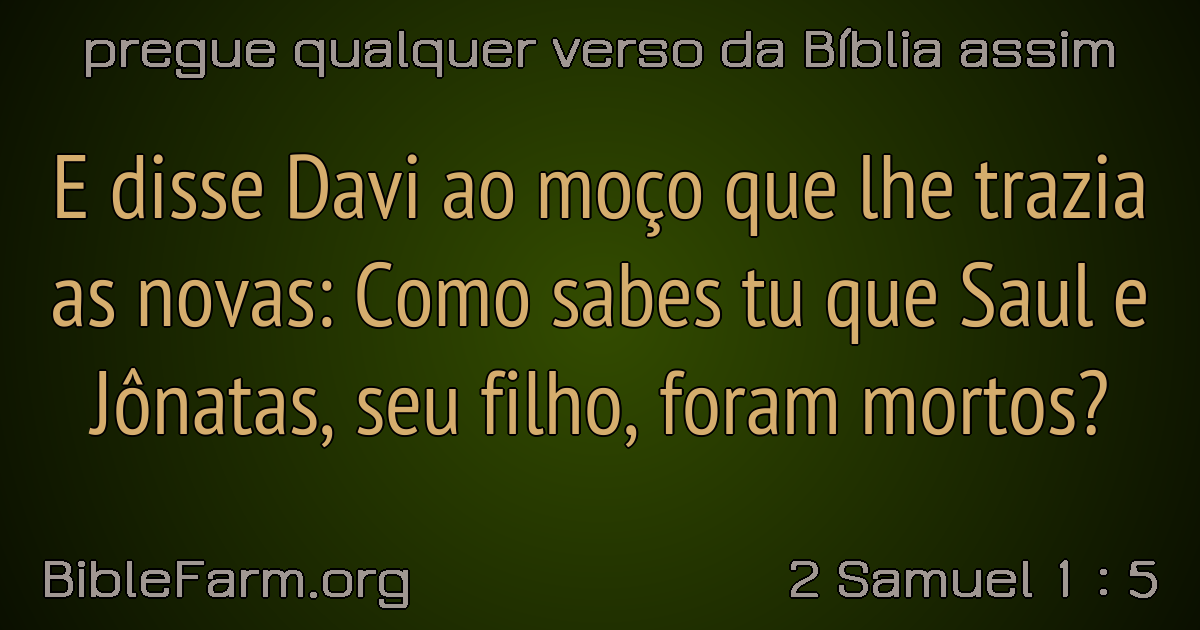 pregue qualquer verso da Bíblia assim
E disse Davi ao moço que lhe trazia
as novas: Como sabes tu que Saul e
Jônatas, seu filho, foram mortos?
BibleFarm.org
2 Samuel 1 : 5